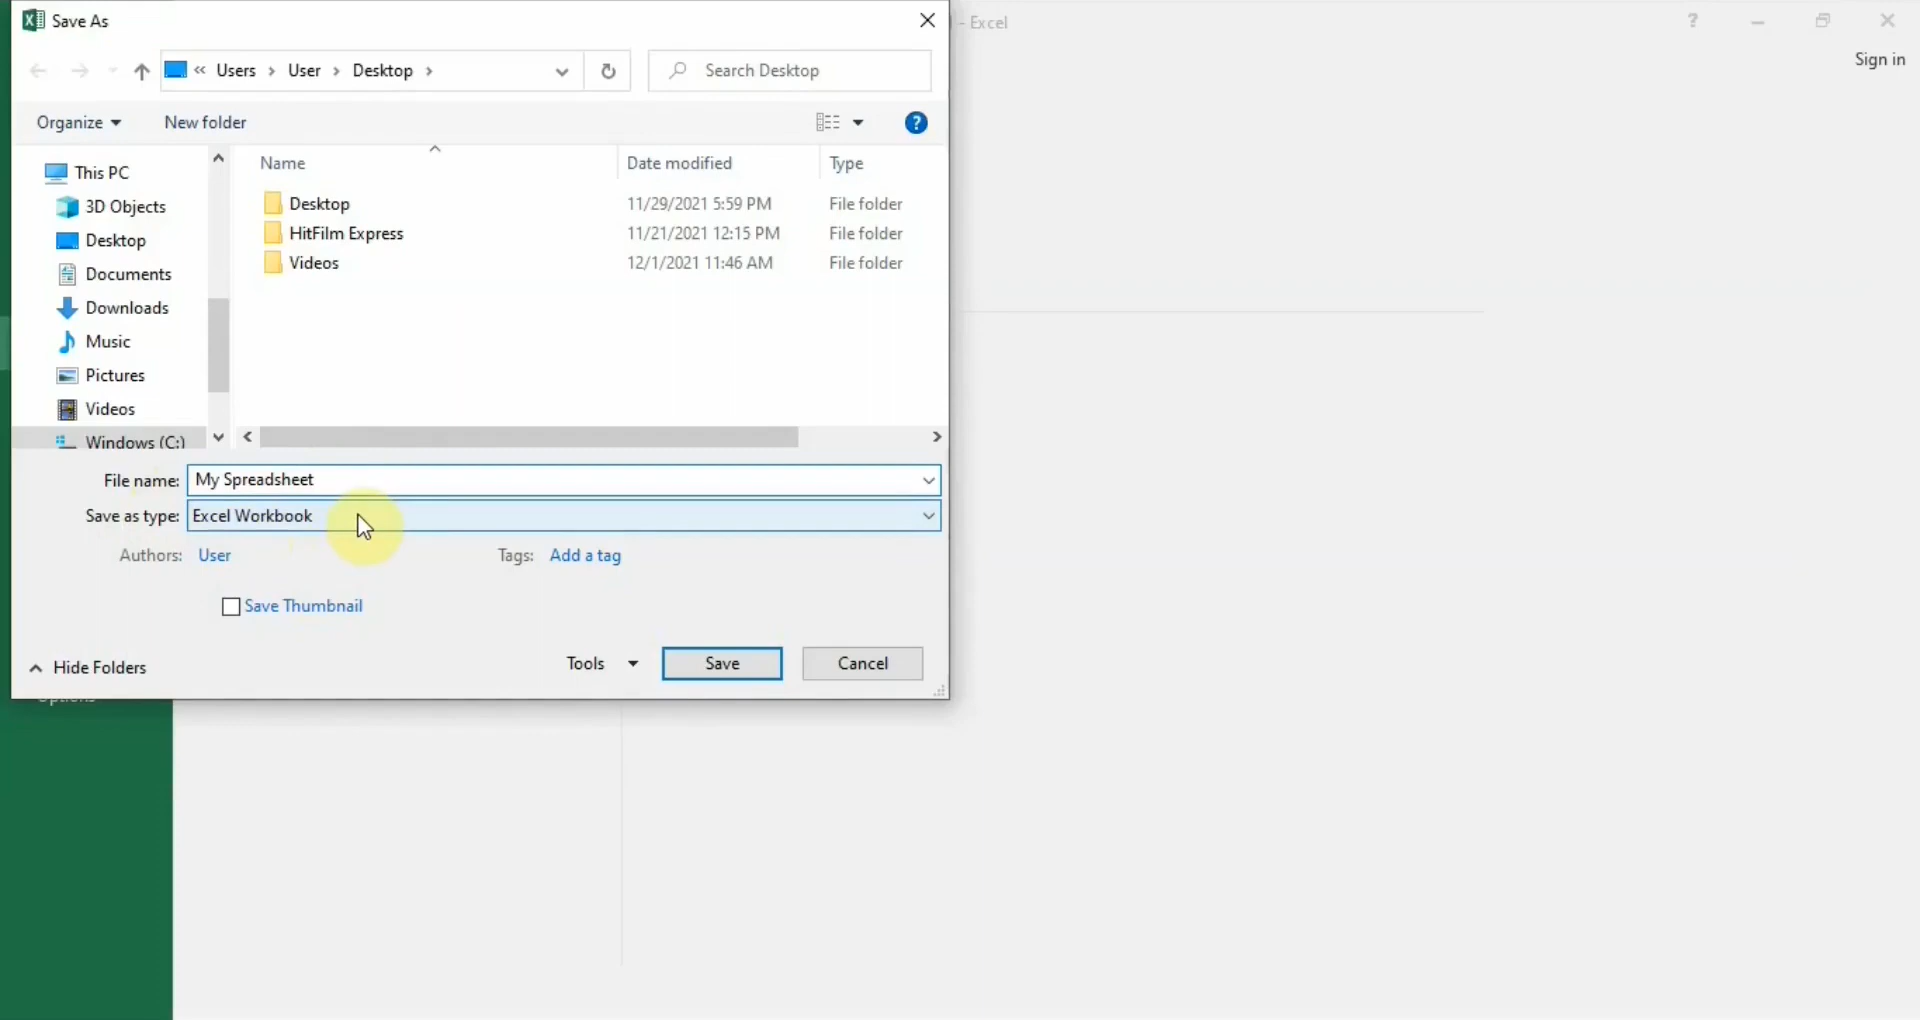 Save As
- Excel
Sign in
« Users > User > Desktop >
Search Desktop
Organize
New folder
Name
Date modified
Type
This PC
3D Objects
Desktop
Documents
Downloads
Music
Pictures
Videos
Windows (C:)
Desktop 11/29/2021 5:59 PM File folder
HitFilm Express 11/21/2021 12:15 PM File folder
Videos 12/1/2021 11:46 AM File folder
File name: My Spreadsheet
Save as type: Excel Workbook
Authors: User
Tags: Add a tag
Save Thumbnail
Hide Folders
Tools
Save
Cancel